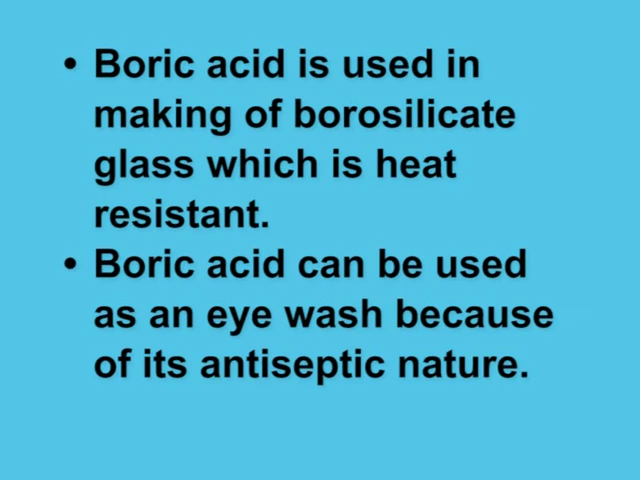 • Boric acid is used in
making of borosilicate
glass which is heat
resistant.
• Boric acid can be used
as an eye wash because
of its antiseptic nature.